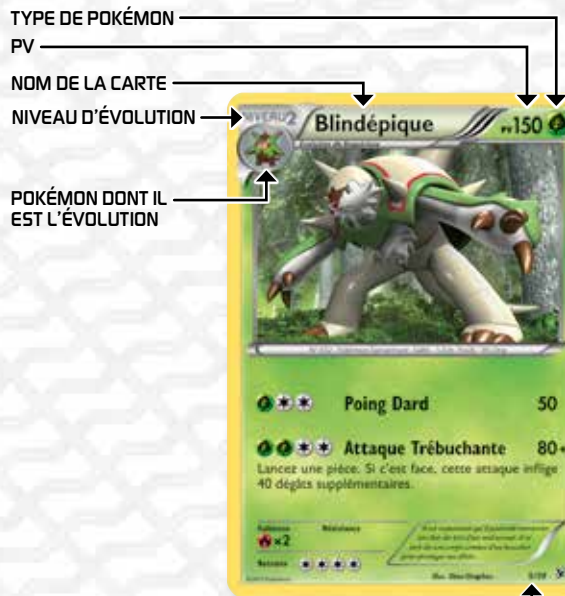 TYPE DE POKÉMON
PV
NOM DE LA CARTE
NIVEAU D'ÉVOLUTION
POKÉMON DONT IL
EST L'ÉVOLUTION
NIVEAU2
Blindépique
PV150
Poing Dard 50
Attaque Trébuchante 80+
Lancez une pièce. Si c'est face, cette attaque inflige
40 dégâts supplémentaires.
Faiblesse
Résistance
×2
Retraite